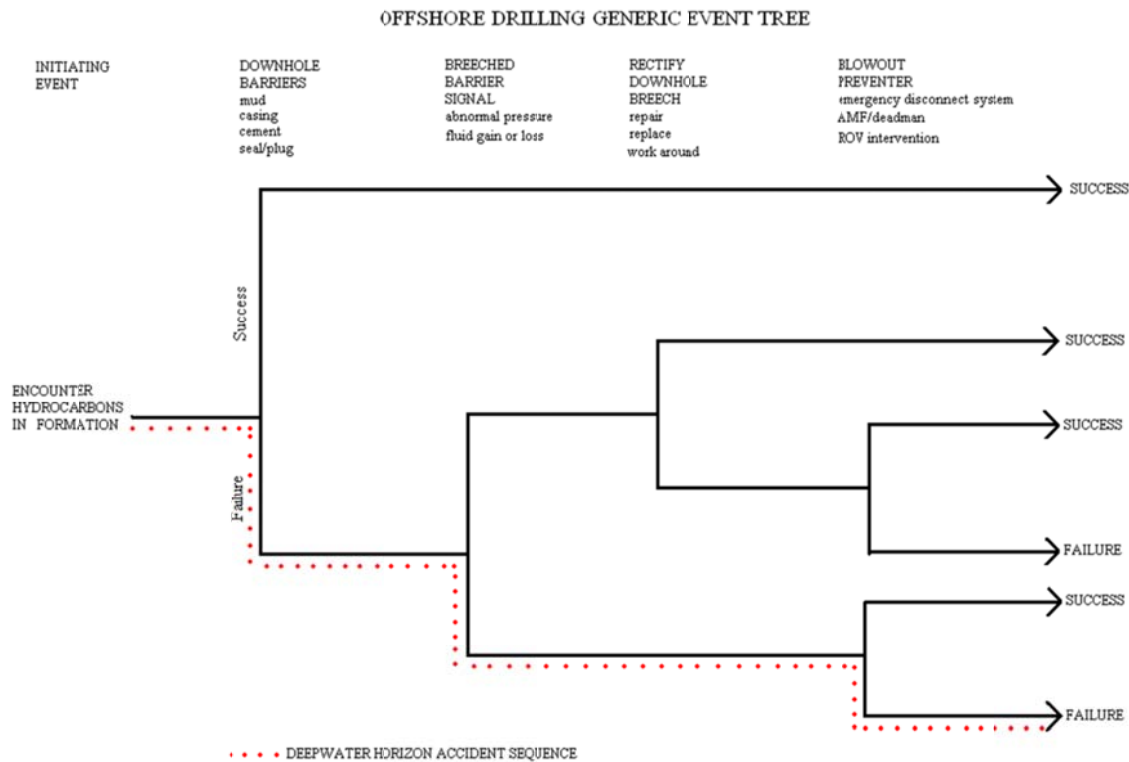 OFFSHORE DRILLING GENERIC EVENT TREE
INITIATING
EVENT
DOWNHOLE
BARRIERS
mud
casing
cement
seal/plug
BREECHED
BARRIER
SIGNAL
abnormal pressure
fluid gain or loss
RECTIFY
DOWNHOLE
BREECH
repair
replace
work around
BLOWOUT
PREVENTER
emergency disconnect system
AMF/deadman
ROV intervention
SUCCESS
Success
SUCCESS
ENCOUNTER
HYDROCARBONS
IN FORMATION
SUCCESS
Failure
FAILURE
SUCCESS
FAILURE
DEEPWATER HORIZON ACCIDENT SEQUENCE